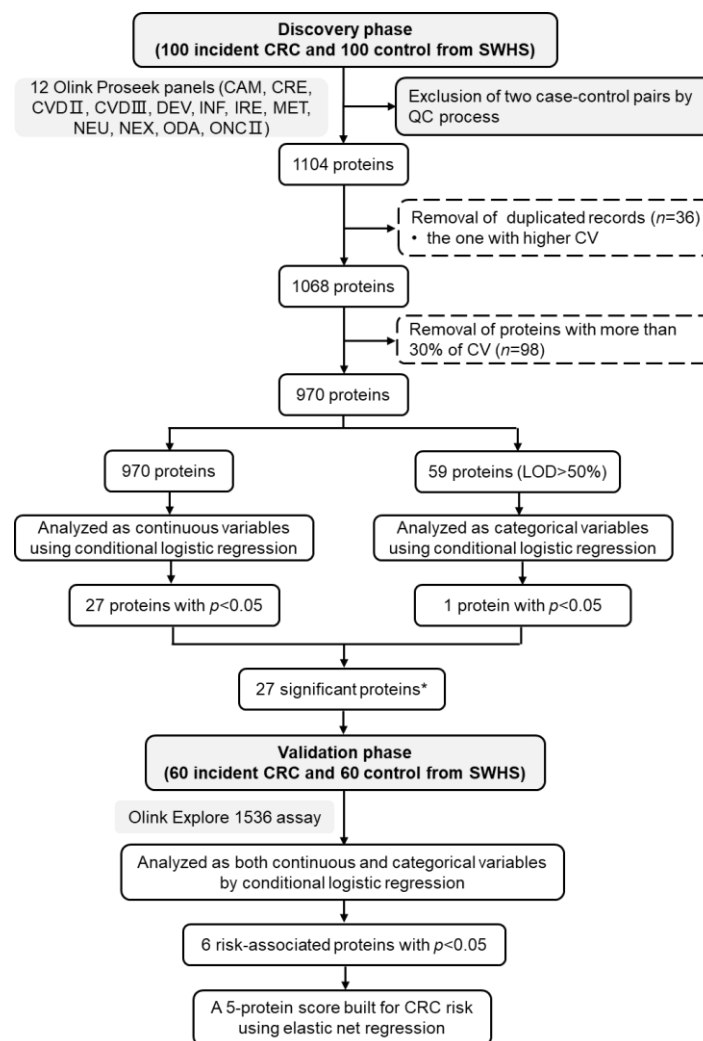 Discovery phase
(100 incident CRC and 100 control from SWHS)
12 Olink Proseek panels (CAM, CRE,
CVDⅡ, CVDⅢ, DEV, INF, IRE, MET,
NEU, NEX, ODA, ONCⅡ)
Exclusion of two case-control pairs by
QC process
1104 proteins
Removal of duplicated records (n=36)
• the one with higher CV
1068 proteins
Removal of proteins with more than
30% of CV (n=98)
970 proteins
970 proteins
59 proteins (LOD>50%)
Analyzed as continuous variables
using conditional logistic regression
Analyzed as categorical variables
using conditional logistic regression
27 proteins with p<0.05
1 protein with p<0.05
27 significant proteins*
Validation phase
(60 incident CRC and 60 control from SWHS)
Olink Explore 1536 assay
Analyzed as both continuous and categorical variables
by conditional logistic regression
6 risk-associated proteins with p<0.05
A 5-protein score built for CRC risk
using elastic net regression